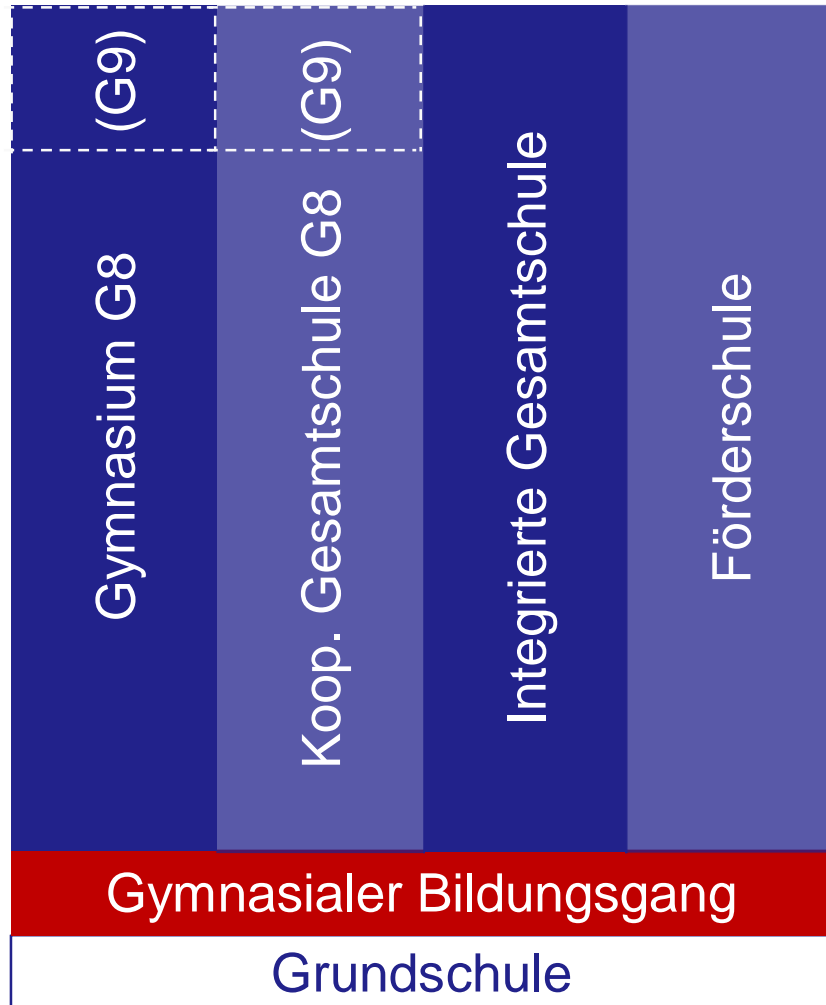 (G9)
Gymnasium G8
(G9)
Koop. Gesamtschule G8
Integrierte Gesamtschule
Förderschule
Gymnasialer Bildungsgang
Grundschule